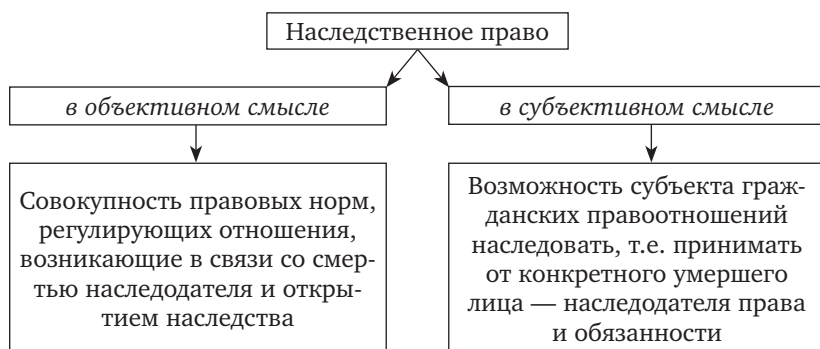 Наследственное право
в объективном смысле
в субъективном смысле
Совокупность правовых норм,
регулирующих отношения,
возникающие в связи со смер-
тью наследодателя и откры-
тием наследства
Возможность субъекта граж-
данских правоотношений
наследовать, т.е. принимать
от конкретного умершего
лица — наследодателя права
и обязанности